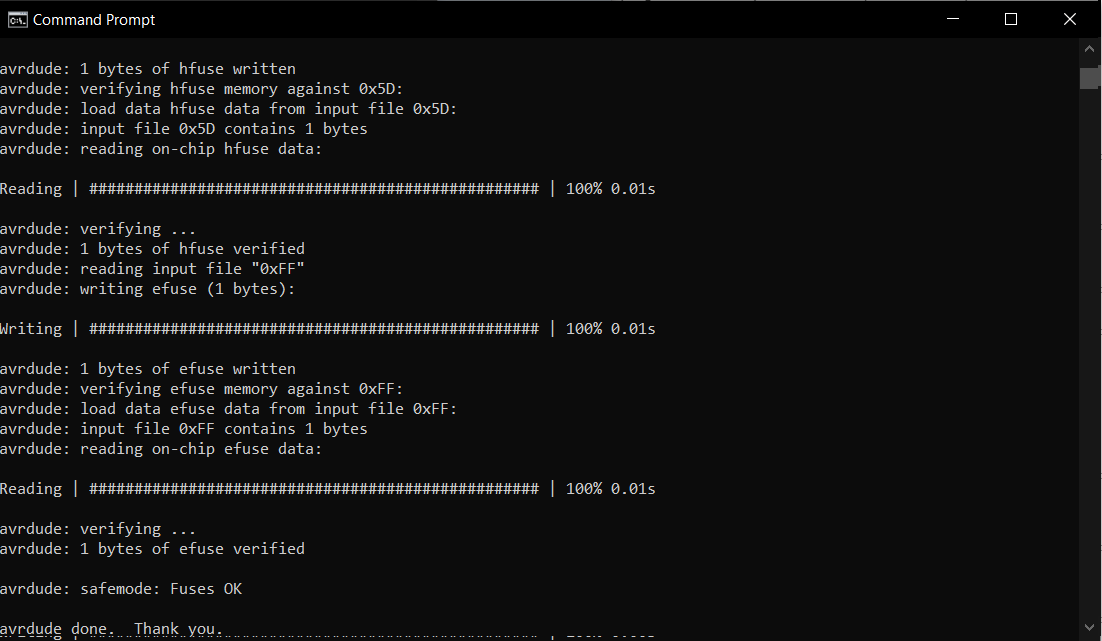 Command Prompt
avrdude: 1 bytes of hfuse written
avrdude: verifying hfuse memory against 0x5D:
avrdude: load data hfuse data from input file 0x5D:
avrdude: input file 0x5D contains 1 bytes
avrdude: reading on-chip hfuse data:
Reading | ################################################## | 100% 0.01s
avrdude: verifying ...
avrdude: 1 bytes of hfuse verified
avrdude: reading input file "0xFF"
avrdude: writing efuse (1 bytes):
Writing | ################################################## | 100% 0.01s
avrdude: 1 bytes of efuse written
avrdude: verifying efuse memory against 0xFF:
avrdude: load data efuse data from input file 0xFF:
avrdude: input file 0xFF contains 1 bytes
avrdude: reading on-chip efuse data:
Reading | ################################################## | 100% 0.01s
avrdude: verifying ...
avrdude: 1 bytes of efuse verified
avrdude: safemode: Fuses OK
avrdude done.  Thank you.